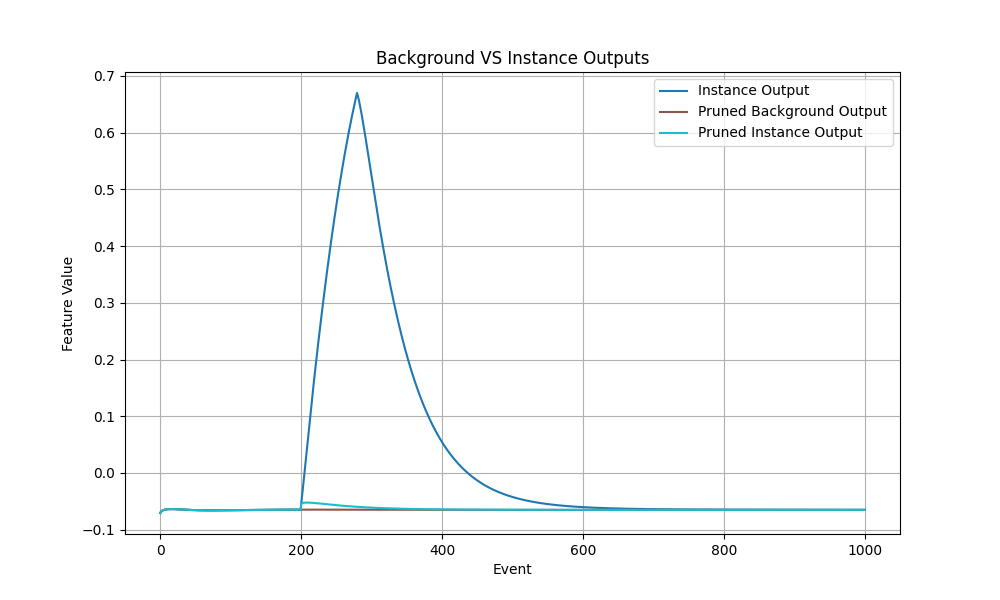 Background VS Instance Outputs
Instance Output
Pruned Background Output
Pruned Instance Output
0.7
0.6
0.5
0.4
0.3
0.2
0.1
0.0
−0.1
Feature Value
0 200 400 600 800 1000
Event